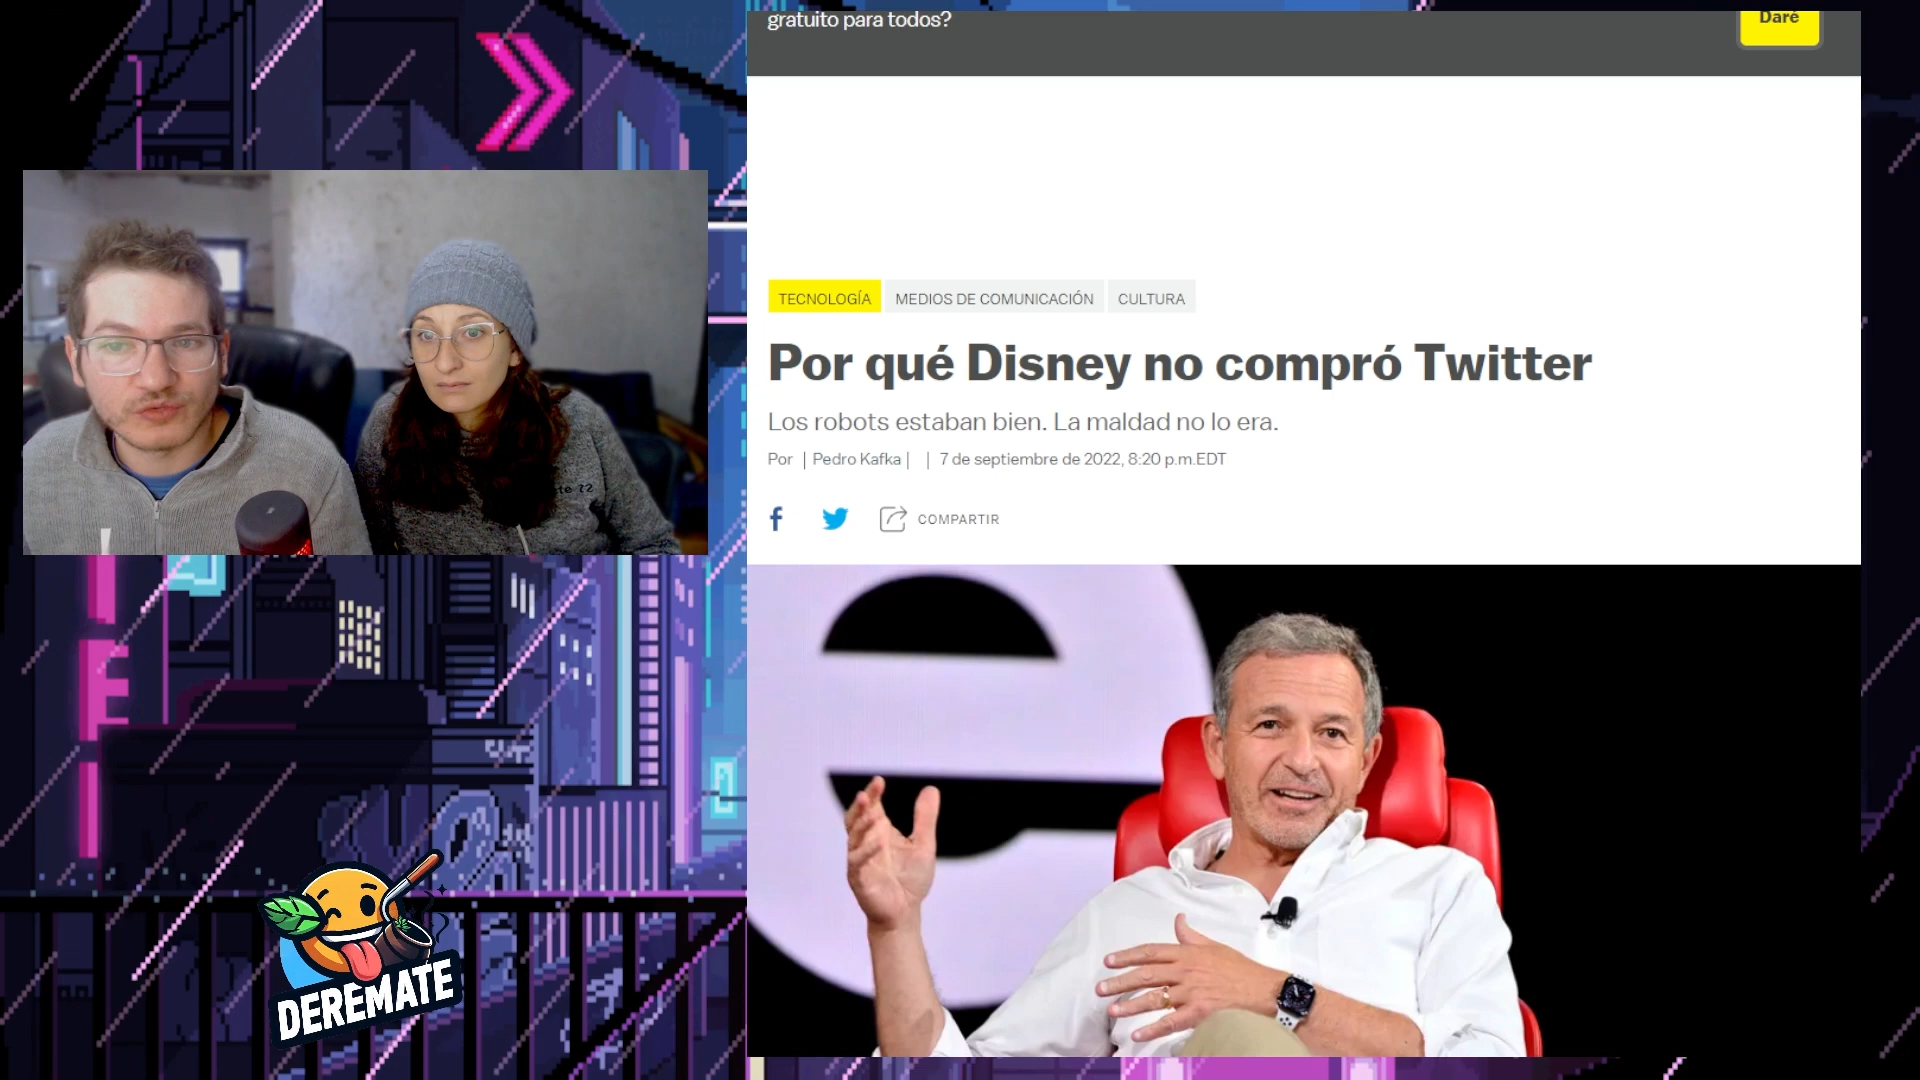 gratuito para todos?
Daré
TECNOLOGÍA
MEDIOS DE COMUNICACIÓN
CULTURA
Por qué Disney no compró Twitter
Los robots estaban bien. La maldad no lo era.
Por | Pedro Kafka | | 7 de septiembre de 2022, 8:20 p.m.EDT
COMPARTIR
DEREMATE